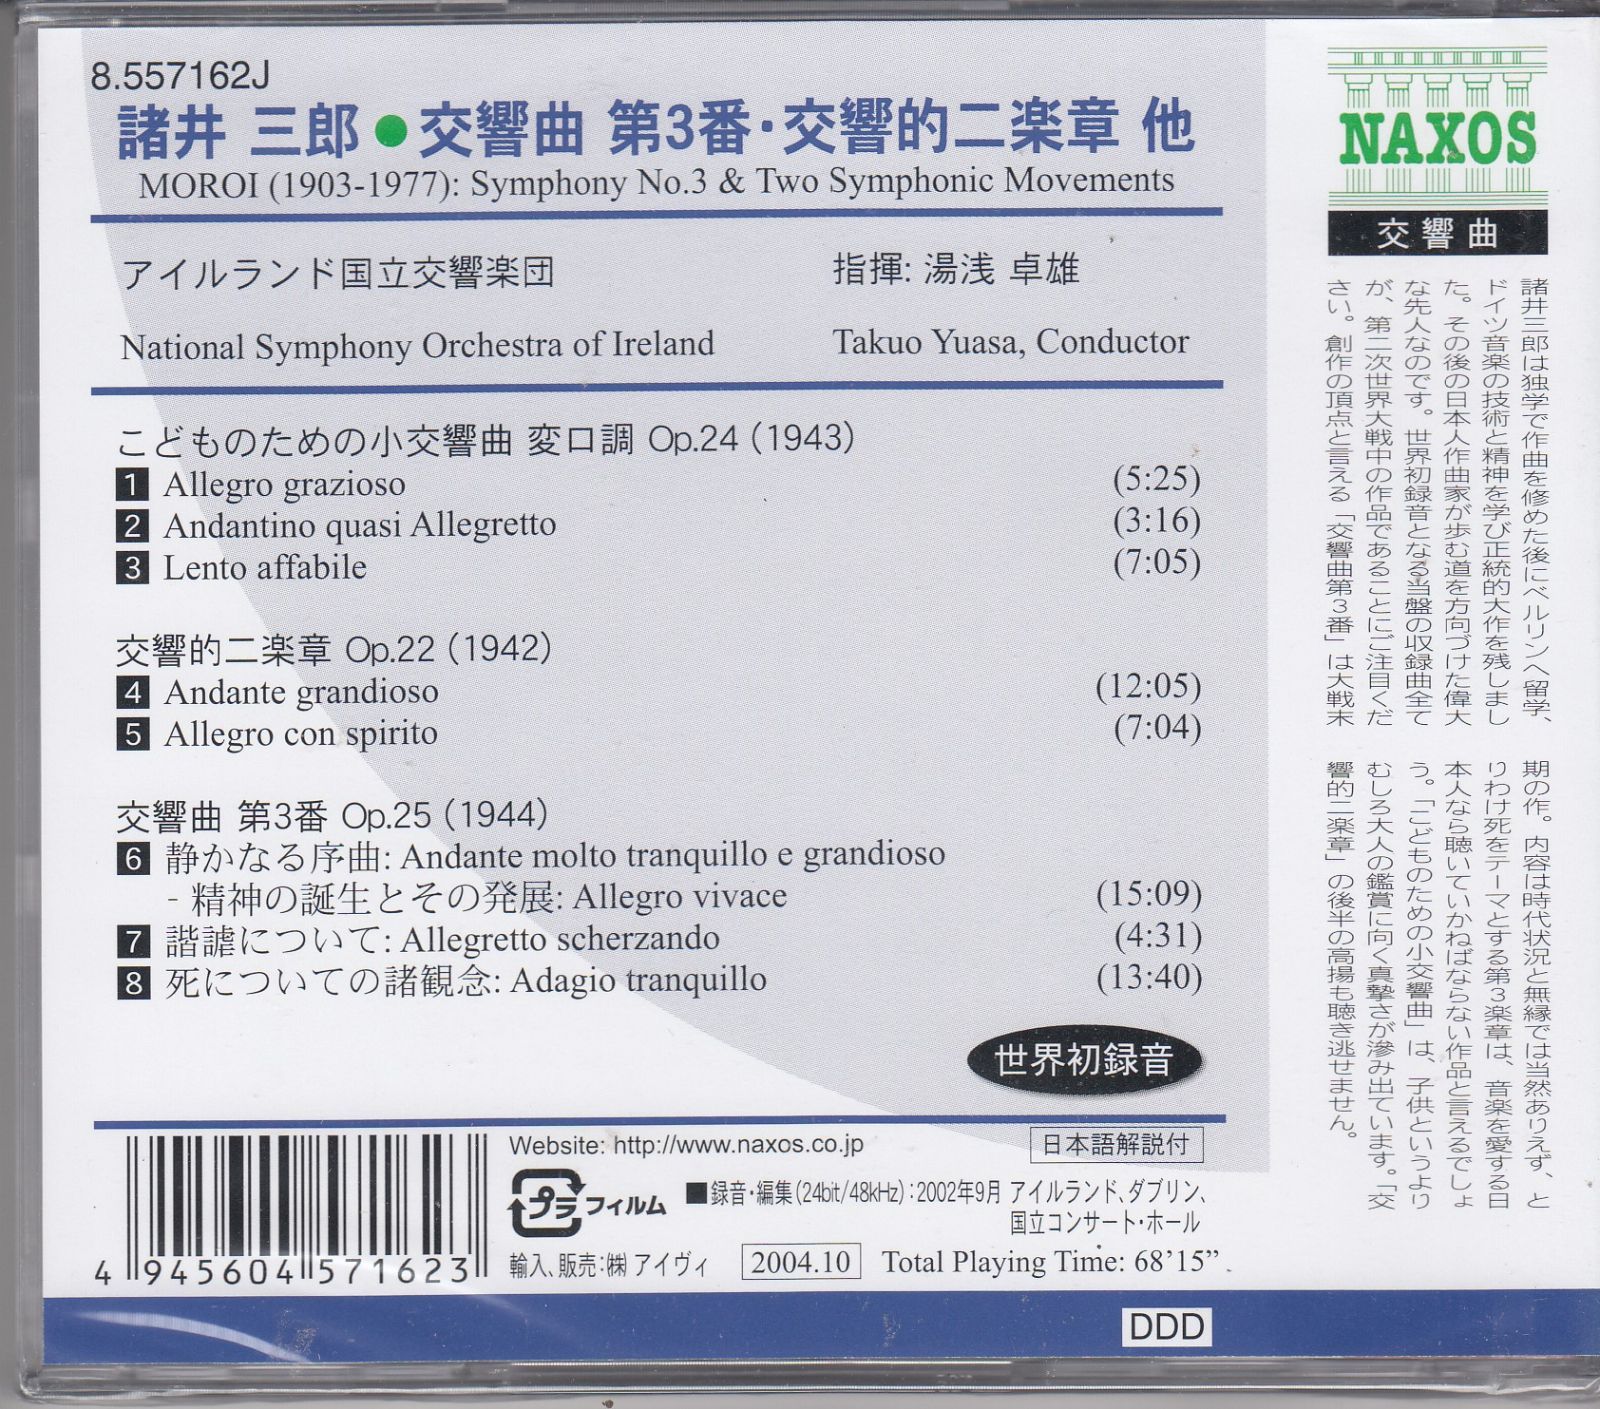 8.557162J
諸井 三郎●交響曲 第3番・交響的二楽章 他
MOROI (1903-1977): Symphony No.3 & Two Symphonic Movements
アイルランド国立交響楽団 指揮: 湯浅 卓雄
National Symphony Orchestra of Ireland Takuo Yuasa, Conductor
こどものための小交響曲 変ロ調 Op.24 (1943)
1 Allegro grazioso (5:25)
2 Andantino quasi Allegretto (3:16)
3 Lento affabile (7:05)
交響的二楽章 Op.22 (1942)
4 Andante grandioso (12:05)
5 Allegro con spirito (7:04)
交響曲 第3番 Op.25 (1944)
6 静かなる序曲: Andante molto tranquillo e grandioso
- 精神の誕生とその発展: Allegro vivace (15:09)
7 諧謔について: Allegretto scherzando (4:31)
8 死についての諸観念: Adagio tranquillo (13:40)
世界初録音
Website: http://www.naxos.co.jp
日本語解説付
プラ フィルム
■録音・編集(24bit/48kHz):2002年9月 アイルランド、ダブリン、
国立コンサート・ホール
輸入、販売:㈱ アイヴィ
2004.10
Total Playing Time: 68’15”
4 945604 571623
DDD
NAXOS
交響曲
諸井三郎は独学で作曲を修めた後にベルリンへ留学、
ドイツ音楽の技術と精神を学び正統的大作を残しまし
た。その後の日本人作曲家が歩む道を方向づけた偉大
な先人なのです。世界初録音となる当盤の収録曲全て
が、第二次世界大戦中の作品であることにご注目くだ
さい。創作の頂点と言える「交響曲第3番」は大戦末
期の作。内容は時代状況と無縁では当然ありえず、と
りわけ死をテーマとする第3楽章は、音楽を愛する日
本人なら聴いていかねばならない作品と言えるでしょ
う。「こどものための小交響曲」は、子供というより
むしろ大人の鑑賞に向く真摯さが滲み出ています。「交
響的二楽章」の後半の高揚も聴き逃せません。